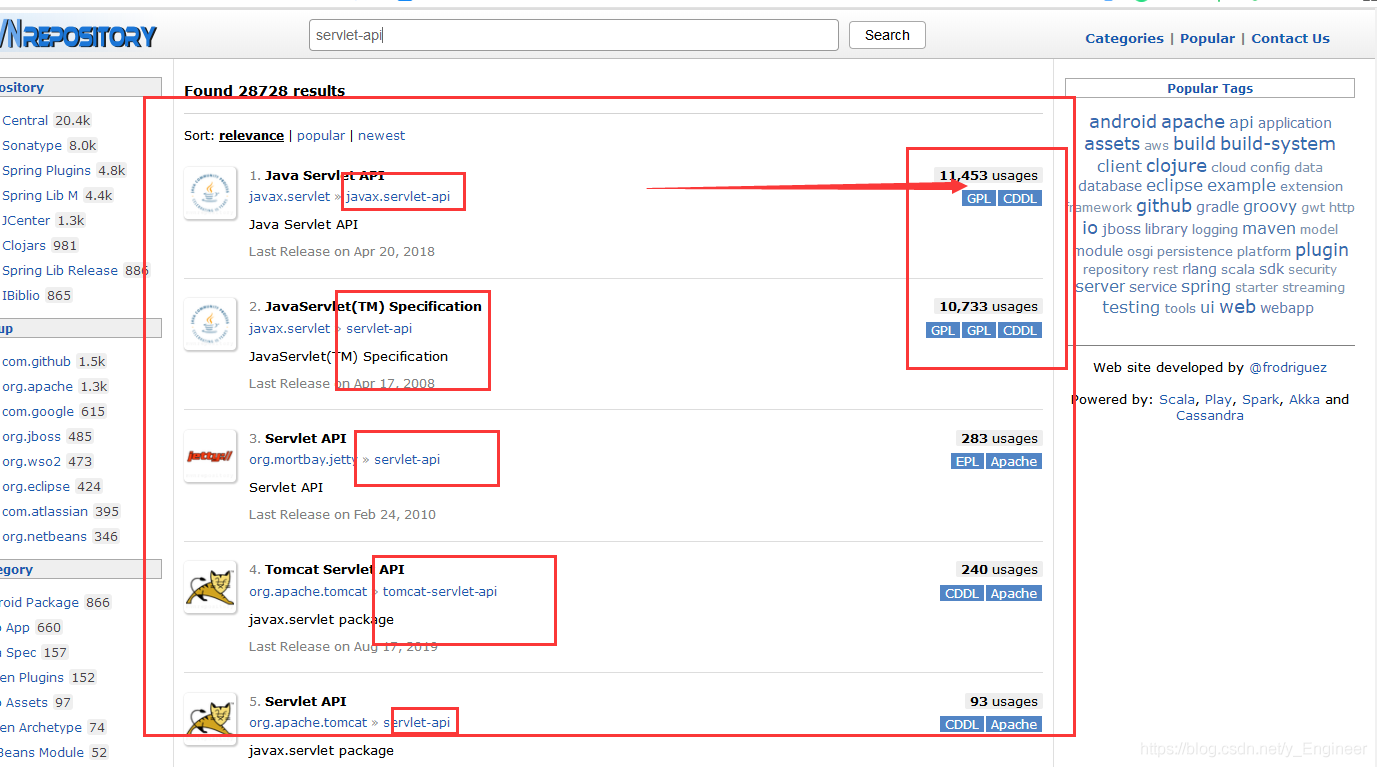 VNREPOSITORY
servlet-api
Search
Categories | Popular | Contact Us
ository
Central 20.4k
Sonatype 8.0k
Spring Plugins 4.8k
Spring Lib M 4.4k
JCenter 1.3k
Clojars 981
Spring Lib Release 886
IBiblio 865
up
com.github 1.5k
org.apache 1.3k
com.google 615
org.jboss 485
org.wso2 473
org.eclipse 424
com.atlassian 395
org.netbeans 346
egory
roid Package 866
App 660
Spec 157
en Plugins 152
Assets 97
en Archetype 74
Beans Module 52
Found 28728 results
Sort: relevance | popular | newest
1. Java Servlet API
11,453 usages
javax.servlet » javax.servlet-api
GPL CDDL
Java Servlet API
Last Release on Apr 20, 2018
2. JavaServlet(TM) Specification
10,733 usages
javax.servlet » servlet-api
GPL GPL CDDL
JavaServlet(TM) Specification
Last Release on Apr 17, 2008
3. Servlet API
283 usages
jetty://
org.mortbay.jetty » servlet-api
EPL Apache
Servlet API
Last Release on Feb 24, 2010
4. Tomcat Servlet API
240 usages
org.apache.tomcat » tomcat-servlet-api
CDDL Apache
javax.servlet package
Last Release on Aug 17, 2019
5. Servlet API
93 usages
org.apache.tomcat » servlet-api
CDDL Apache
javax.servlet package
Popular Tags
android apache api application
assets aws build build-system
client clojure cloud config data
database eclipse example extension
framework github gradle groovy gwt http
io jboss library logging maven model
module osgi persistence platform plugin
repository rest rlang scala sdk security
server service spring starter streaming
testing tools ui web webapp
Web site developed by @frodriguez
Powered by: Scala, Play, Spark, Akka and
Cassandra
https://blog.csdn.net/y_Engineer